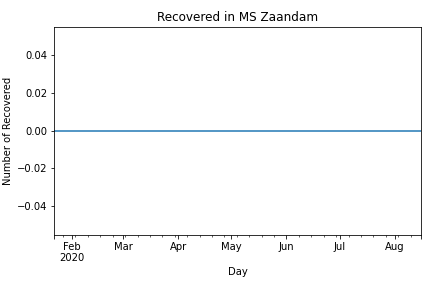 Recovered in MS Zaandam
Number of Recovered
0.04
0.02
0.00
−0.02
−0.04
Feb Mar Apr May Jun Jul Aug
2020
Day